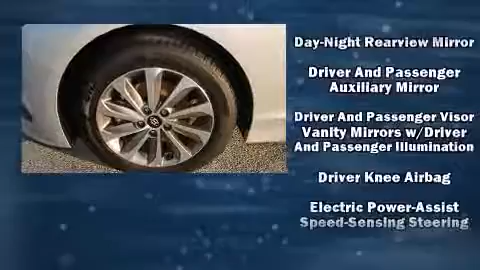 Day-Night Rearview Mirror
Driver And Passenger
Auxiliary Mirror
Driver And Passenger Visor
Vanity Mirrors w/Driver
And Passenger Illumination
Driver Knee Airbag
Electric Power-Assist
Speed-Sensing Steering